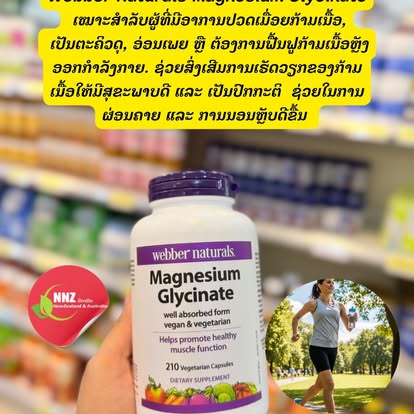 ເໝາະສຳລັບຜູ້ທີ່ມີອາການປວດເມື່ອຍກ້າມເນື້ອ,
ເປັນຕະຄິວດຸ, ອ່ອນເພຍ ຫຼື ຕ້ອງການຟື້ນຟູກ້າມເນື້ອຫຼັງ
ອອກກຳລັງກາຍ. ຊ່ວຍສົ່ງເສີມການເຮັດວຽກຂອງກ້າມ
ເນື້ອໃຫ້ມີສຸຂະພາບດີ ແລະ ເປັນປົກກະຕິ ຊ່ວຍໃນການ
ຜ່ອນຄາຍ ແລະ ການນອນຫຼັບດີຂຶ້ນ
webber naturals.
Magnesium
Glycinate
well absorbed form
vegan & vegetarian
Helps promote healthy
muscle function
210 Vegetarian Capsules
DIETARY SUPPLEMENT
NNZ
NewZealand & Australia